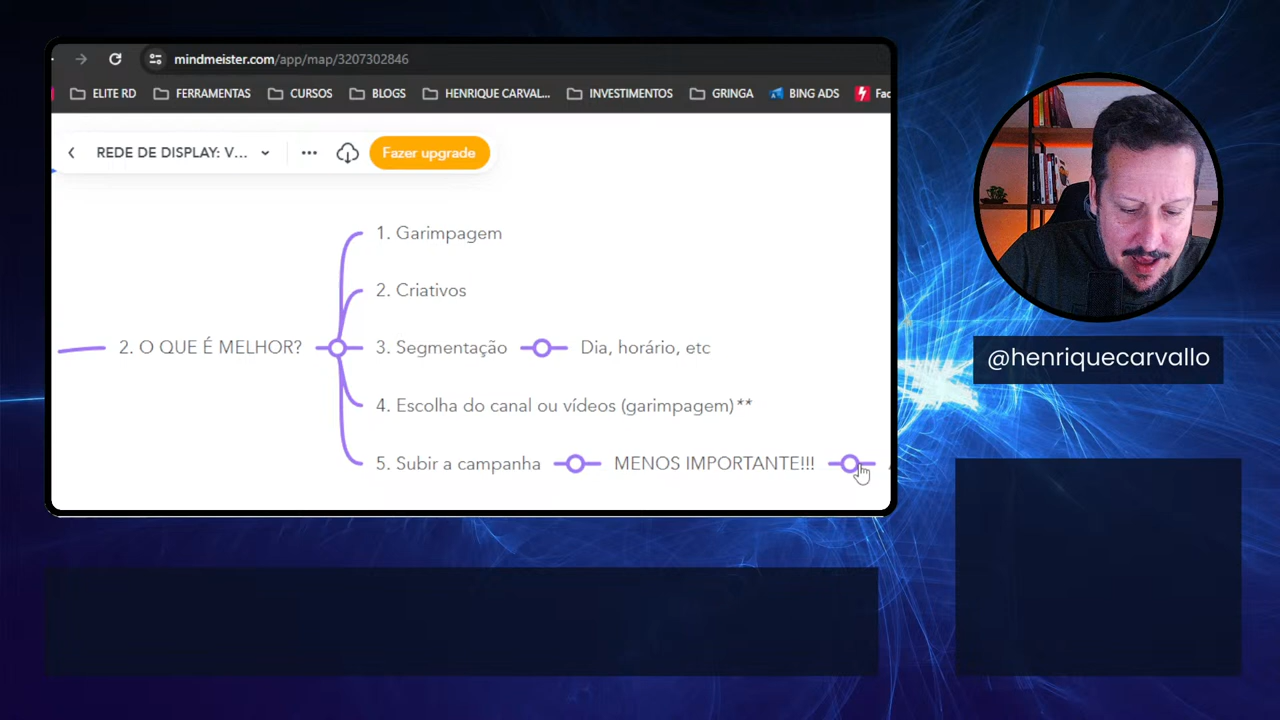 mindmeister.com/app/map/3207302846
ELITE RD FERRAMENTAS CURSOS BLOGS HENRIQUE CARVAL... INVESTIMENTOS GRINGA BING ADS Fac
REDE DE DISPLAY: V... Fazer upgrade
1. Garimpagem
2. Criativos
2. O QUE É MELHOR? 3. Segmentação Dia, horário, etc
4. Escolha do canal ou vídeos (garimpagem)**
5. Subir a campanha MENOS IMPORTANTE!!!
@henriquecarvallo